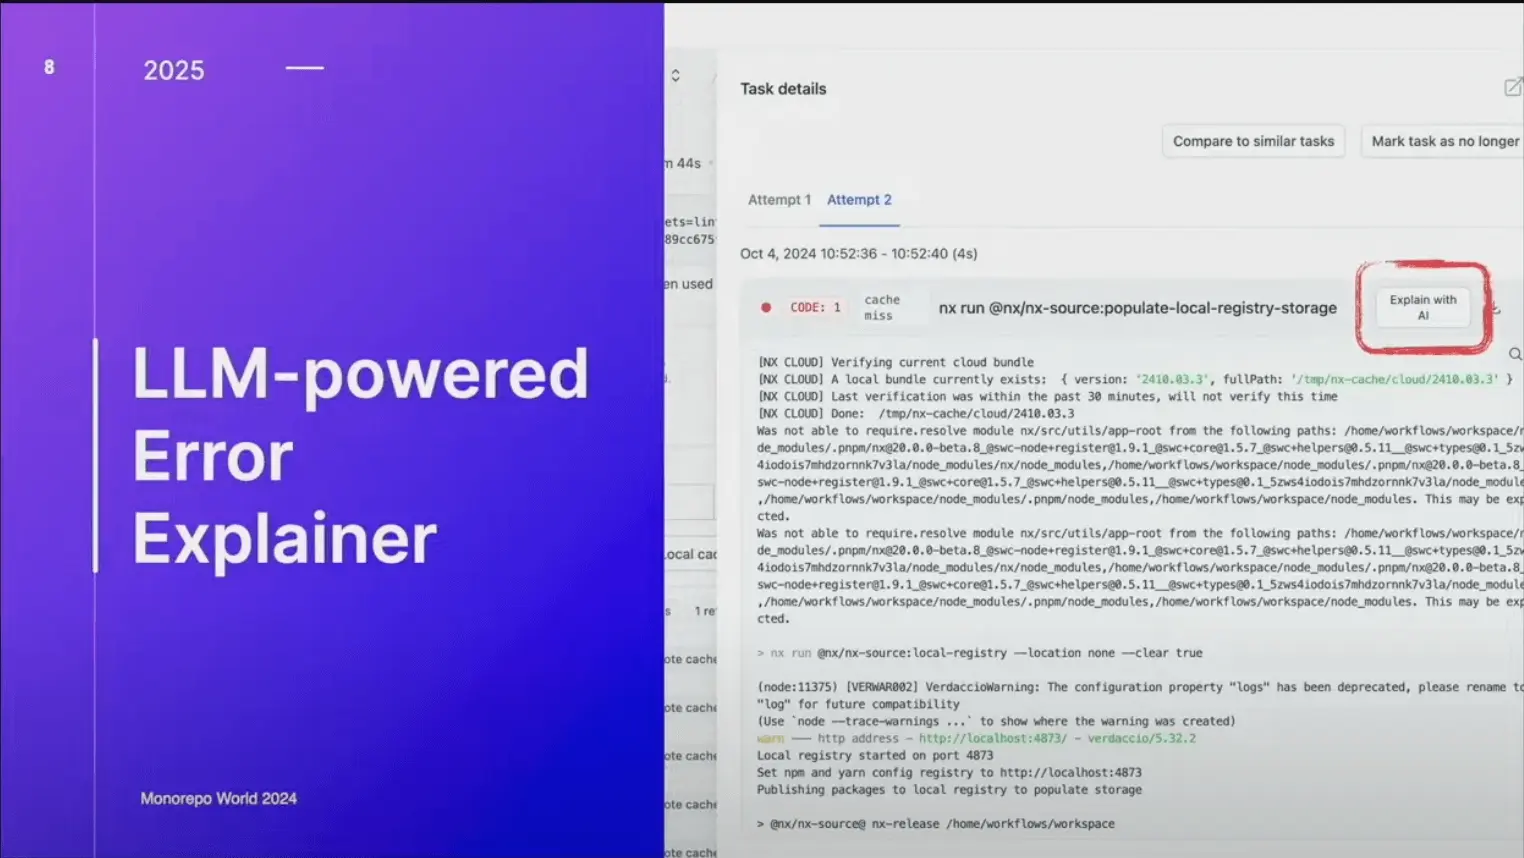 8
2025
LLM-powered
Error
Explainer
Monorepo World 2024
m 44s
89cc675
en used
ocal cac
1 re
ote cache
ote cache
ote cache
ote cache
ote cache
Task details
Compare to similar tasks
Mark task as no longer
Attempt 1
Attempt 2
Oct 4, 2024 10:52:36 - 10:52:40 (4s)
CODE: 1
cache
miss
nx run @nx/nx-source:populate-local-registry-storage
Explain with
AI
[NX CLOUD] Verifying current cloud bundle
[NX CLOUD] A local bundle currently exists: { version: '2410.03.3', fullPath: '/tmp/nx-cache/cloud/2410.03.3' }
[NX CLOUD] Last verification was within the past 30 minutes, will not verify this time
[NX CLOUD] Done: /tmp/nx-cache/cloud/2410.03.3
Was not able to require.resolve module nx/src/utils/app-root from the following paths: /home/workflows/workspace/n
de_modules/.pnpm/nx@20.0.0-beta.8_@swc-node+register@1.9.1_@swc+core@1.5.7_@swc+helpers@0.5.11__@swc+types@0.1_5zw
4iodois7mhdzornnk7v3la/node_modules/nx/node_modules,/home/workflows/workspace/node_modules/.pnpm/nx@20.0.0-beta.8_
swc-node+register@1.9.1_@swc+core@1.5.7_@swc+helpers@0.5.11__@swc+types@0.1_5zws4iodois7mhdzornnk7v3la/node_module
,/home/workflows/workspace/node_modules/.pnpm/node_modules,/home/workflows/workspace/node_modules. This may be exp
cted.
Was not able to require.resolve module nx/src/utils/app-root from the following paths: /home/workflows/workspace/n
de_modules/.pnpm/nx@20.0.0-beta.8_@swc-node+register@1.9.1_@swc+core@1.5.7_@swc+helpers@0.5.11__@swc+types@0.1_5zw
4iodois7mhdzornnk7v3la/node_modules/nx/node_modules,/home/workflows/workspace/node_modules/.pnpm/nx@20.0.0-beta.8_
swc-node+register@1.9.1_@swc+core@1.5.7_@swc+helpers@0.5.11__@swc+types@0.1_5zws4iodois7mhdzornnk7v3la/node_module
,/home/workflows/workspace/node_modules/.pnpm/node_modules,/home/workflows/workspace/node_modules. This may be exp
cted.
> nx run @nx/nx-source:local-registry --location none --clear true
(node:11375) [VERWAR002] VerdaccioWarning: The configuration property "logs" has been deprecated, please rename to
"log" for future compatibility
(Use `node --trace-warnings ...` to show where the warning was created)
warn --- http address - http://localhost:4873/ - verdaccio/5.32.2
Local registry started on port 4873
Set npm and yarn config registry to http://localhost:4873
Publishing packages to local registry to populate storage
> @nx/nx-source@ nx-release /home/workflows/workspace